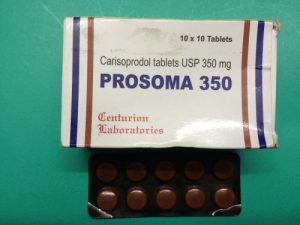 10 x 10 Tablets
Carisoprodol tablets USP 350 mg
PROSOMA 350
Centurion
Laboratories